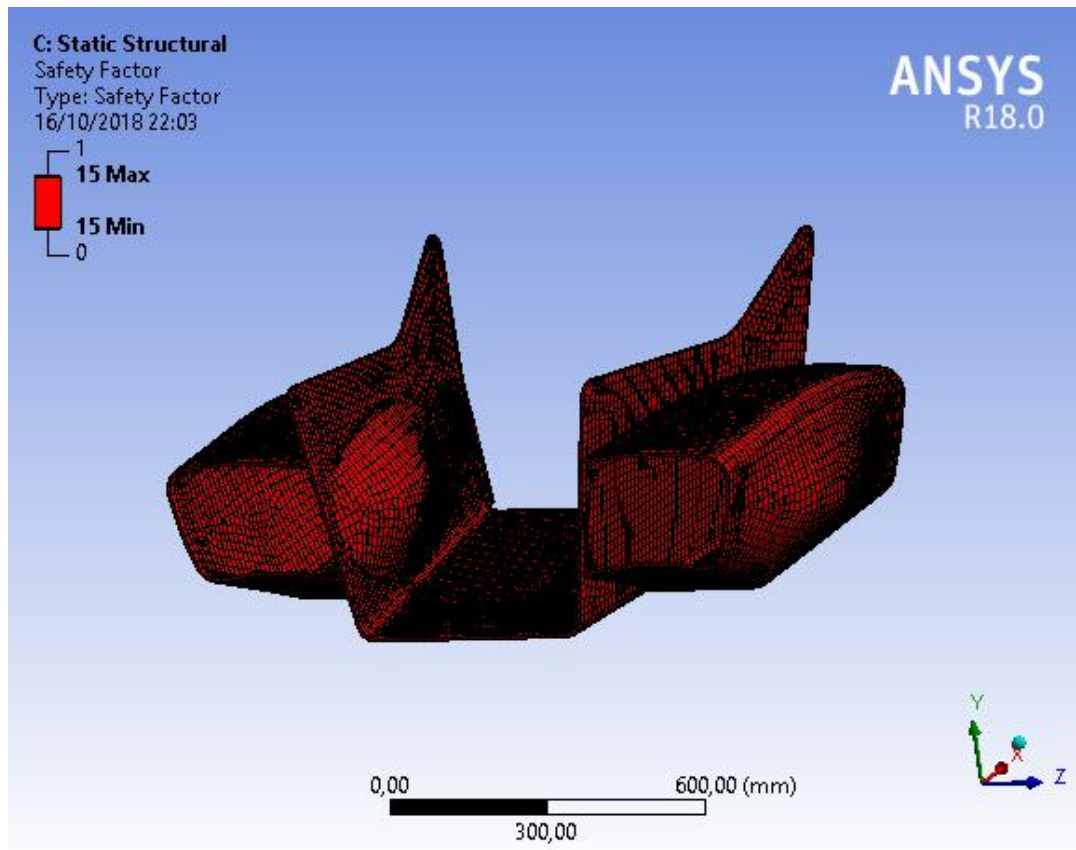 C: Static Structural
Safety Factor
Type: Safety Factor
16/10/2018 22:03
1
15 Max
15 Min
0
ANSYS
R18.0
Y
X
Z
0,00
600,00 (mm)
300,00